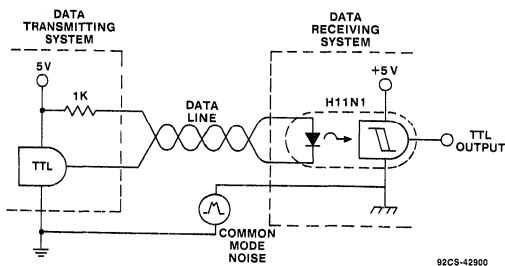 DATA
TRANSMITTING
SYSTEM
DATA
RECEIVING
SYSTEM
5V
+5V
1K
DATA
LINE
H11N1
TTL
TTL
OUTPUT
COMMON
MODE
NOISE
92CS-42900